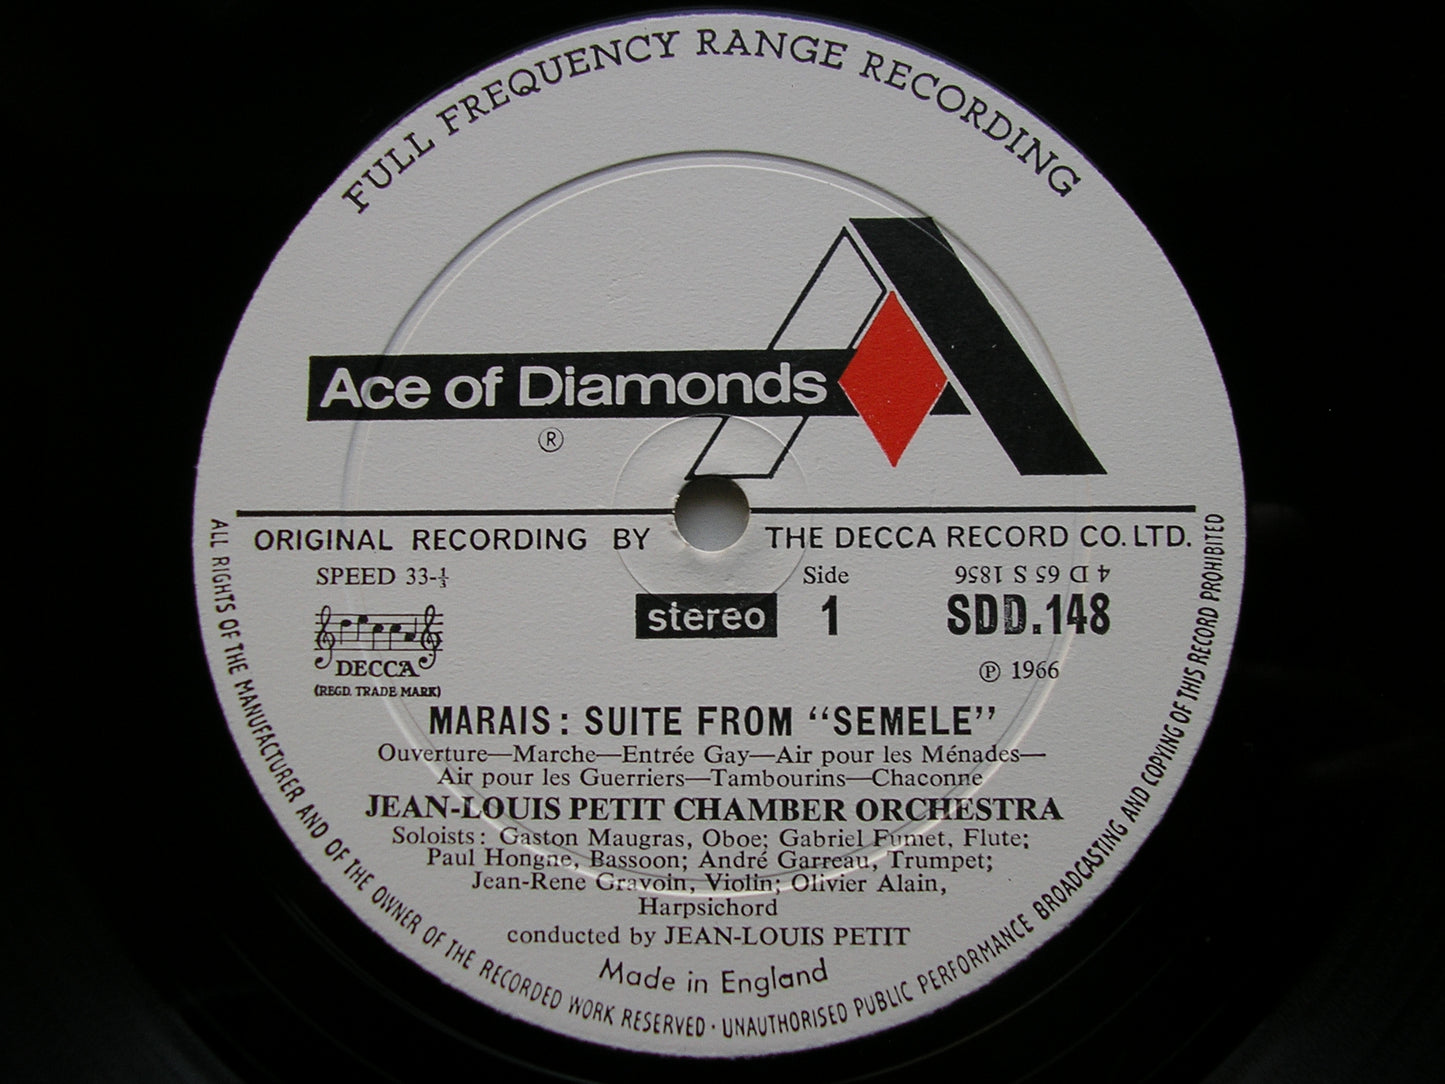 FULL FREQUENCY RANGE RECORDING
Ace of Diamonds
®
ORIGINAL RECORDING BY THE DECCA RECORD CO. LTD.
SPEED 33-⅓
Side
4 D 65 S 1856
stereo
1
SDD.148
DECCA
(REGD. TRADE MARK)
℗ 1966
MARAIS: SUITE FROM "SEMELE"
Ouverture—Marche—Entrée Gay—Air pour les Ménades—
Air pour les Guerriers—Tambourins—Chaconne
JEAN-LOUIS PETIT CHAMBER ORCHESTRA
Soloists: Gaston Maugras, Oboe; Gabriel Fumet, Flute;
Paul Hongne, Bassoon; André Garreau, Trumpet;
Jean-Rene Gravoin, Violin; Olivier Alain,
Harpsichord
conducted by JEAN-LOUIS PETIT
Made in England
ALL RIGHTS OF THE MANUFACTURER AND OF THE OWNER OF THE RECORDED WORK RESERVED · UNAUTHORISED PUBLIC PERFORMANCE BROADCASTING AND COPYING OF THIS RECORD PROHIBITED